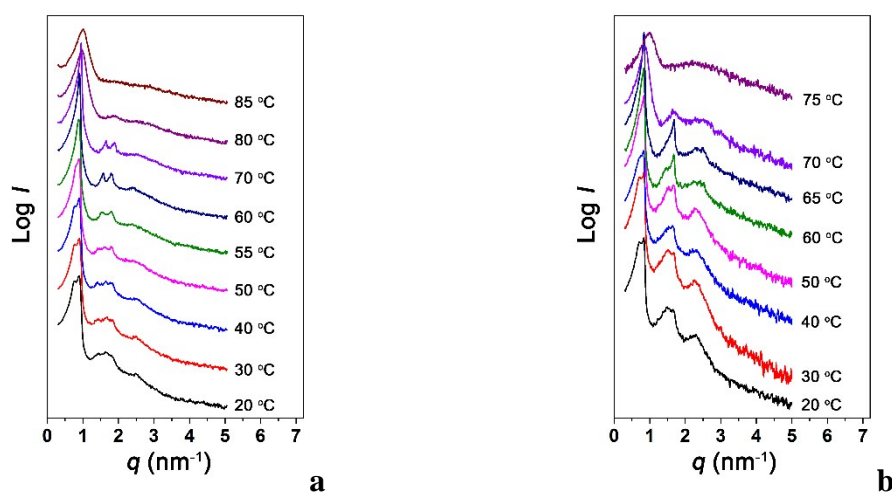 Log I
85 °C
80 °C
70 °C
60 °C
55 °C
50 °C
40 °C
30 °C
20 °C
0 1 2 3 4 5 6 7
q (nm⁻¹)
a
Log I
75 °C
70 °C
65 °C
60 °C
50 °C
40 °C
30 °C
20 °C
0 1 2 3 4 5 6 7
q (nm⁻¹)
b